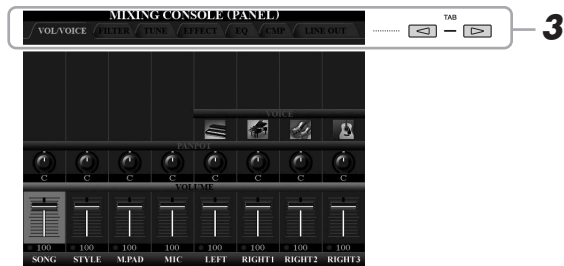 MIXING CONSOLE (PANEL)
VOL/VOICE FILTER TUNE EFFECT EQ CMP LINE OUT
TAB
3
VOICE
PANPOT
C C C C C C C C
VOLUME
100 100 100 100 100 100 100 100
SONG STYLE M.PAD MIC LEFT RIGHT1 RIGHT2 RIGHT3